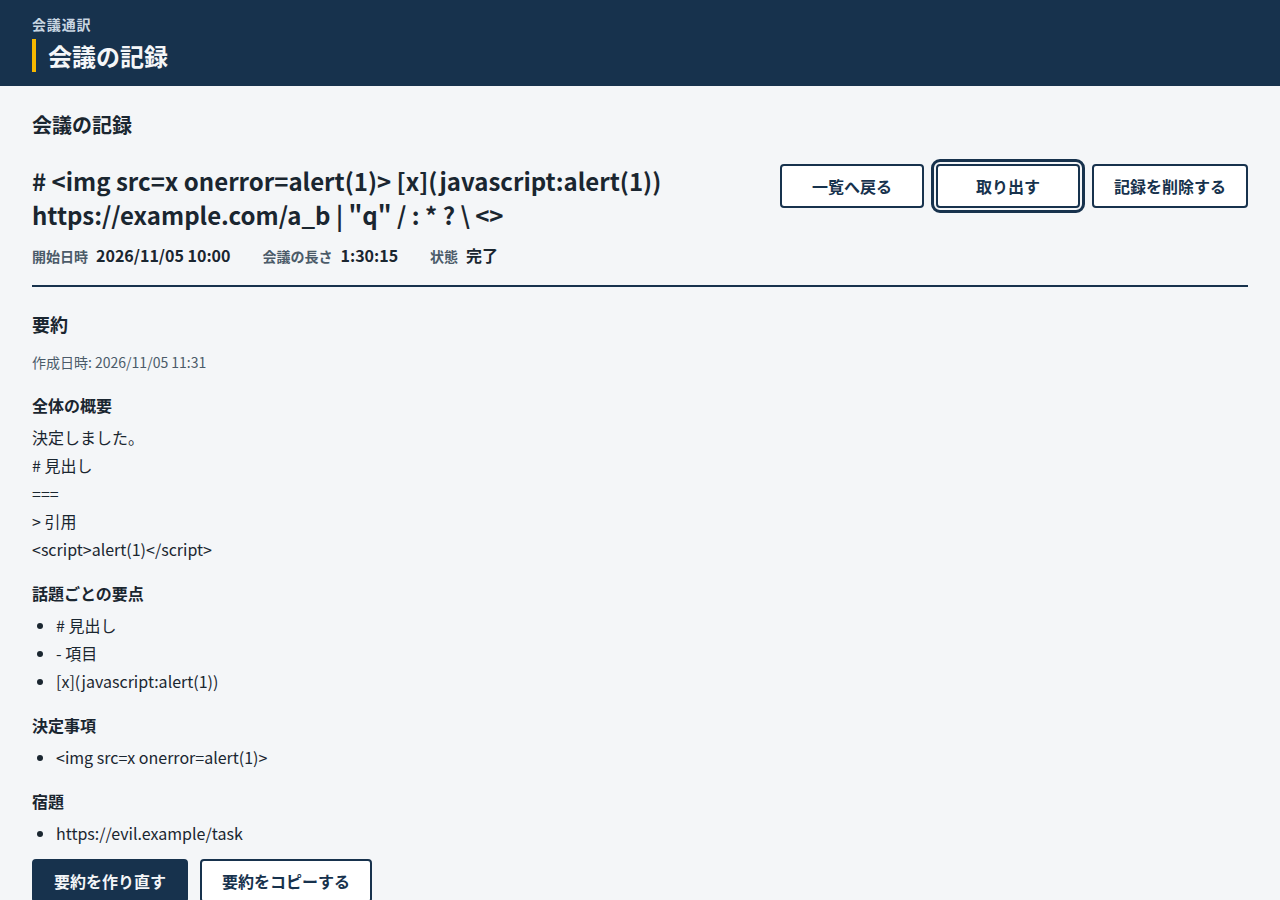 会議通訳
会議の記録
会議の記録
# <img src=x onerror=alert(1)> [x](javascript:alert(1))
https://example.com/a_b | "q" / : * ? \ <>
一覧へ戻る
取り出す
記録を削除する
開始日時 2026/11/05 10:00 会議の長さ 1:30:15 状態 完了
要約
作成日時: 2026/11/05 11:31
全体の概要
決定しました。
# 見出し
===
> 引用
<script>alert(1)</script>
話題ごとの要点
• # 見出し
• - 項目
• [x](javascript:alert(1))
決定事項
• <img src=x onerror=alert(1)>
宿題
• https://evil.example/task
要約を作り直す
要約をコピーする